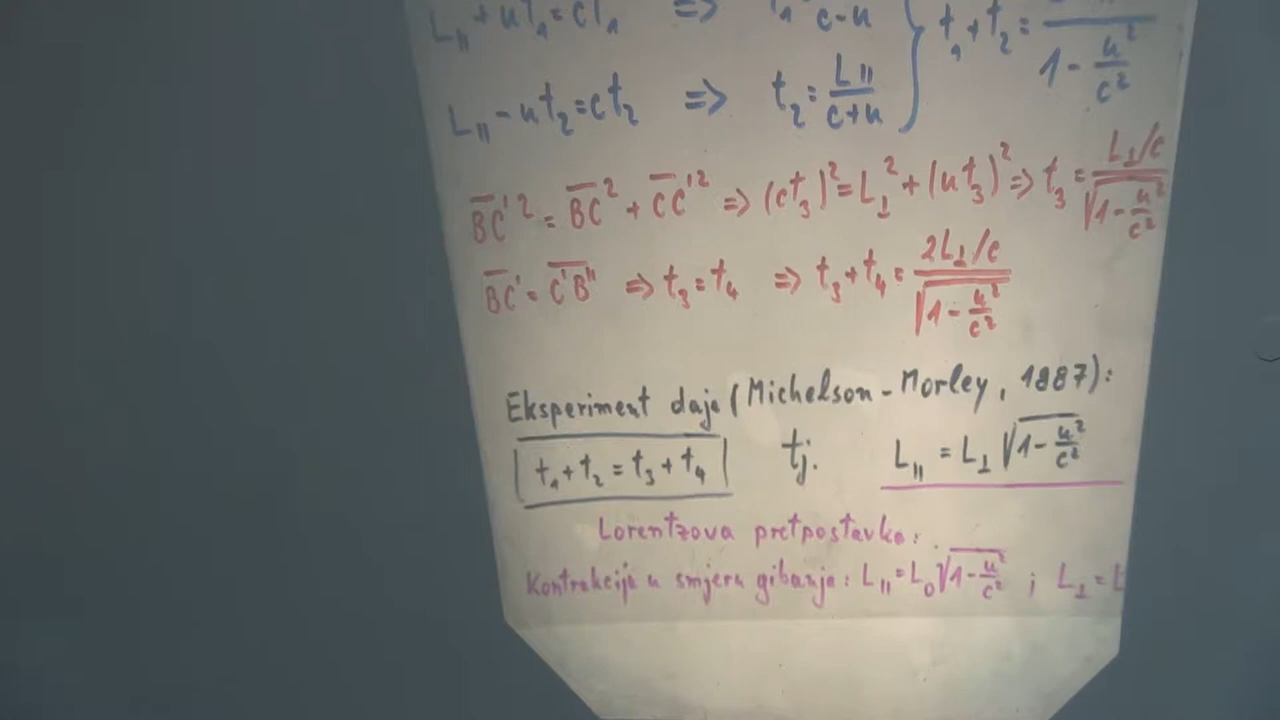 L∥ + ut₁ = ct₁ ⇒ t₁ = c-u } t₁+t₂ = / (1 - u²/c²)
L∥ - ut₂ = ct₂ ⇒ t₂ = L∥/(c+u)
B̅C̅'² = B̅C̅² + C̅C̅'² ⇒ (ct₃)² = L⊥² + (ut₃)² ⇒ t₃ = (L⊥/c)/√(1 - u²/c²)
B̅C̅' = C̅'B̅'' ⇒ t₃ = t₄ ⇒ t₃+t₄ = (2L⊥/c)/√(1 - u²/c²)
Eksperiment daje (Michelson-Morley, 1887):
t₁+t₂ = t₃+t₄ tj. L∥ = L⊥ √(1 - u²/c²)
Lorentzova pretpostavka:
Kontrakcija u smjeru gibanja: L∥ = L₀√(1 - u²/c²) ; L⊥ = L